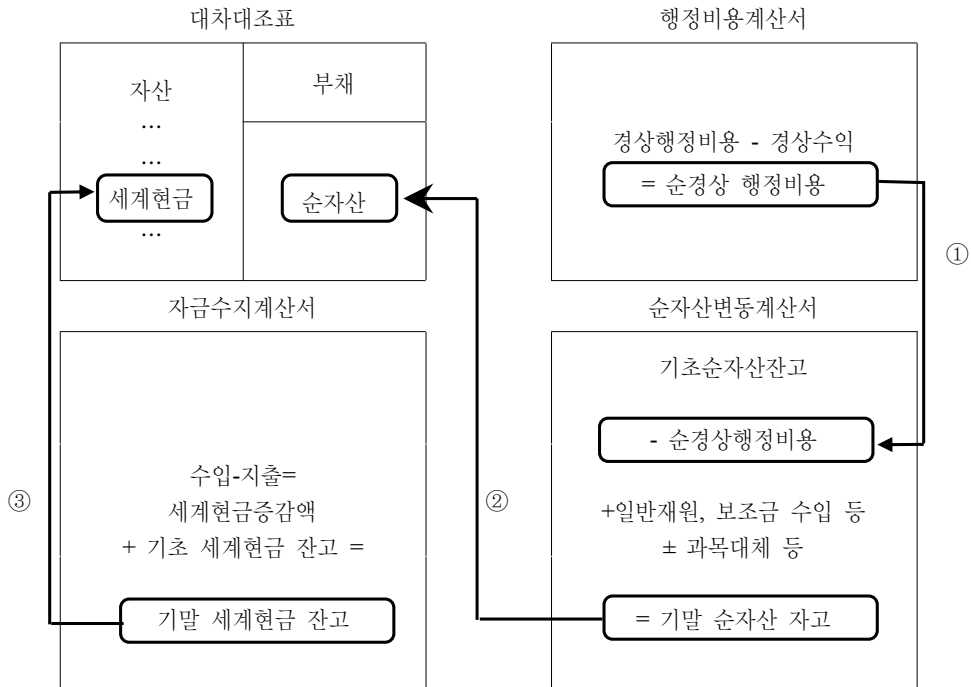 대차대조표
자산
…
…
세계현금
…
부채
순자산
행정비용계산서
경상행정비용 - 경상수익
= 순경상 행정비용
①
자금수지계산서
수입-지출=
세계현금증감액
+ 기초 세계현금 잔고 =
기말 세계현금 잔고
③
②
순자산변동계산서
기초순자산잔고
- 순경상행정비용
+일반재원, 보조금 수입 등
± 과목대체 등
= 기말 순자산 자고